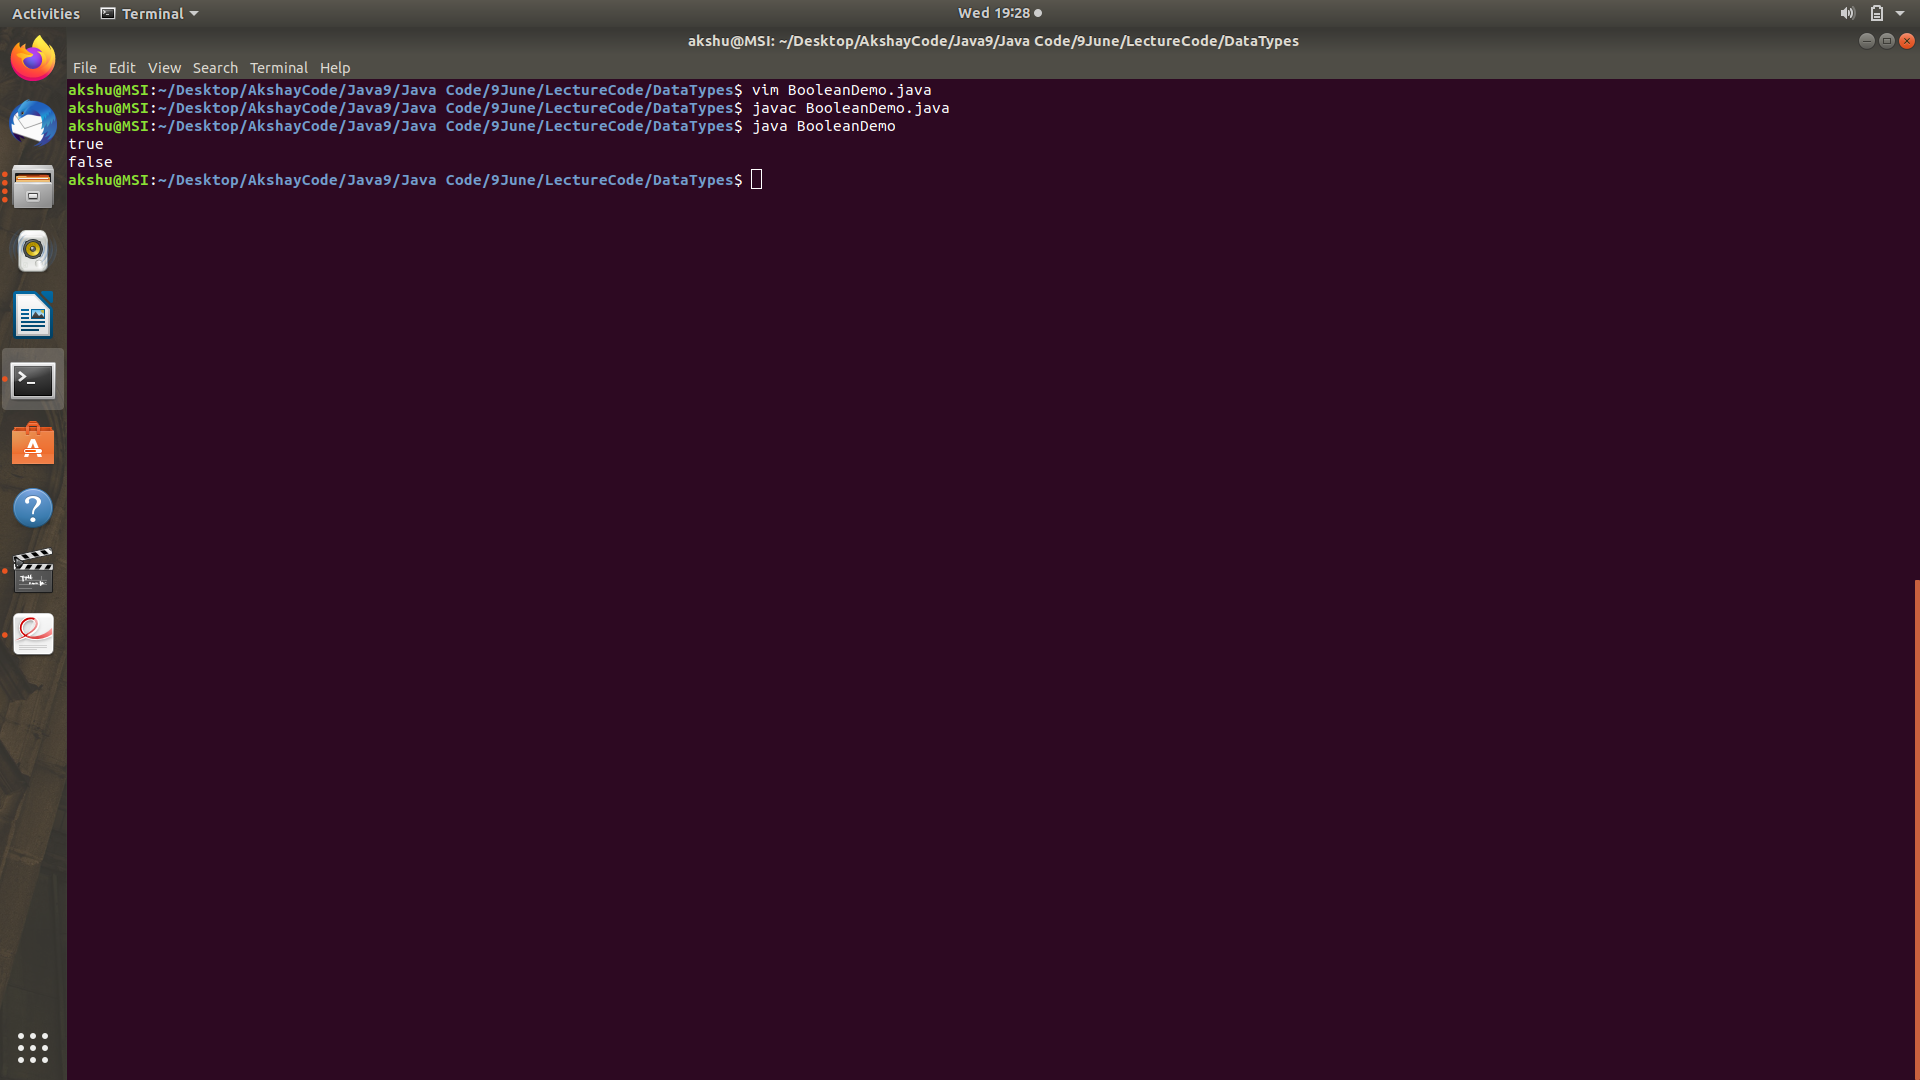 Activities Terminal Wed 19:28
akshu@MSI: ~/Desktop/AkshayCode/Java9/Java Code/9June/LectureCode/DataTypes
File Edit View Search Terminal Help
akshu@MSI:~/Desktop/AkshayCode/Java9/Java Code/9June/LectureCode/DataTypes$ vim BooleanDemo.java
akshu@MSI:~/Desktop/AkshayCode/Java9/Java Code/9June/LectureCode/DataTypes$ javac BooleanDemo.java
akshu@MSI:~/Desktop/AkshayCode/Java9/Java Code/9June/LectureCode/DataTypes$ java BooleanDemo
true
false
akshu@MSI:~/Desktop/AkshayCode/Java9/Java Code/9June/LectureCode/DataTypes$